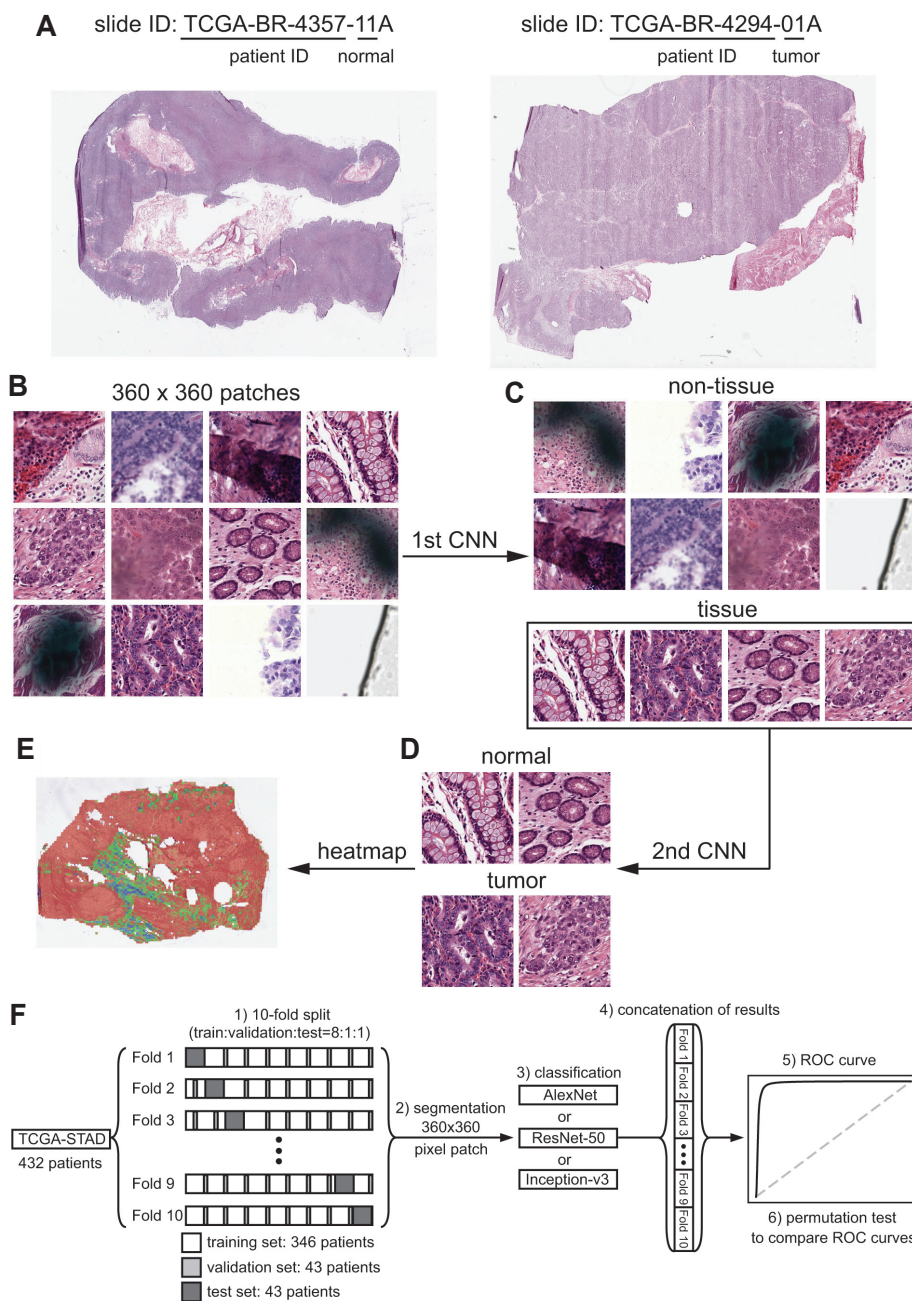 A
slide ID: TCGA-BR-4357-11A
patient ID normal
slide ID: TCGA-BR-4294-01A
patient ID tumor
B
360 x 360 patches
1st CNN
C
non-tissue
tissue
2nd CNN
D
normal
tumor
heatmap
E
F
TCGA-STAD
432 patients
1) 10-fold split
(train:validation:test=8:1:1)
Fold 1
Fold 2
Fold 3
Fold 9
Fold 10
training set: 346 patients
validation set: 43 patients
test set: 43 patients
2) segmentation
360x360
pixel patch
3) classification
AlexNet
or
ResNet-50
or
Inception-v3
4) concatenation of results
Fold 1
Fold 2
Fold 3
Fold 9
Fold 10
5) ROC curve
6) permutation test
to compare ROC curves